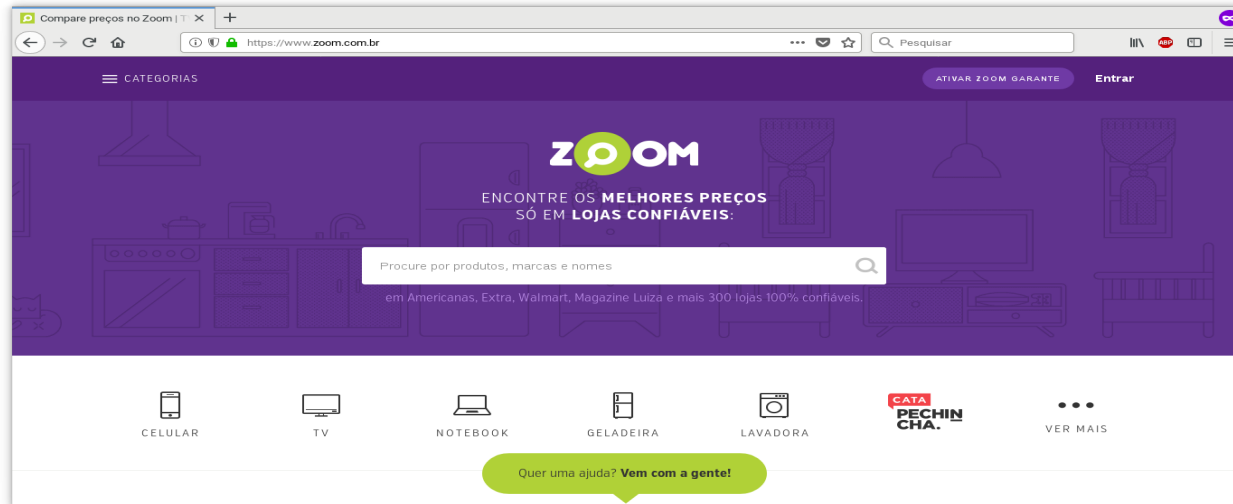 Compare preços no Zoom | T
https://www.zoom.com.br
Pesquisar
ABP
CATEGORIAS
ATIVAR ZOOM GARANTE
Entrar
ZOOM
ENCONTRE OS MELHORES PREÇOS
SÓ EM LOJAS CONFIÁVEIS:
Procure por produtos, marcas e nomes
em Americanas, Extra, Walmart, Magazine Luiza e mais 300 lojas 100% confiáveis.
CELULAR
TV
NOTEBOOK
GELADEIRA
LAVADORA
CATA
PECHIN
CHA.
VER MAIS
Quer uma ajuda? Vem com a gente!